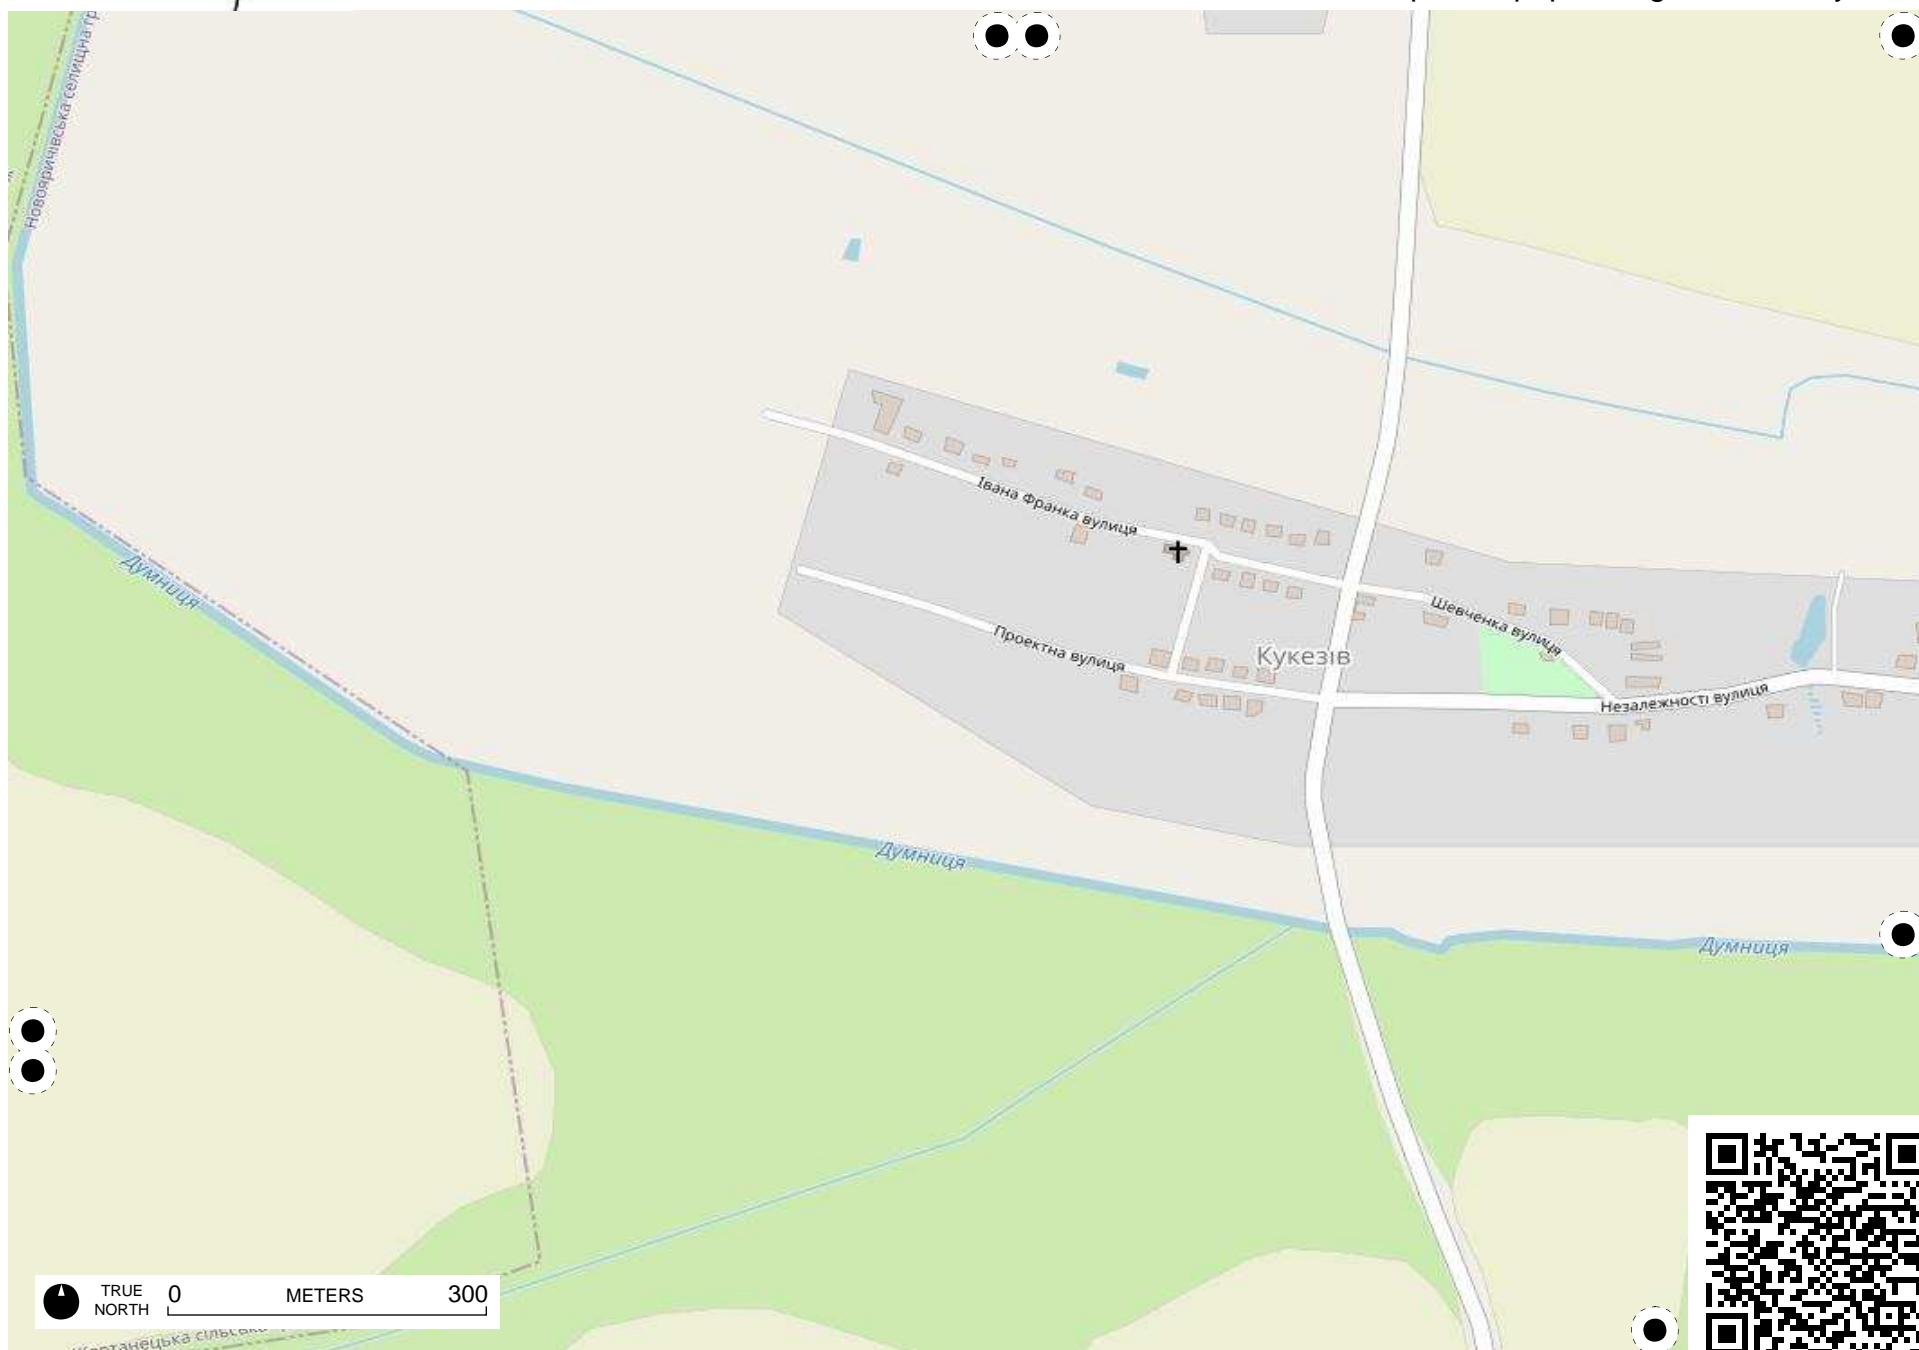 Новояричівська селищна
Івана Франка вулиця
Шевченка вулиця
Проектна вулиця
Кукезів
Незалежності вулиця
Думниця
Думниця
Думниця
TRUE
NORTH
0 METERS 300